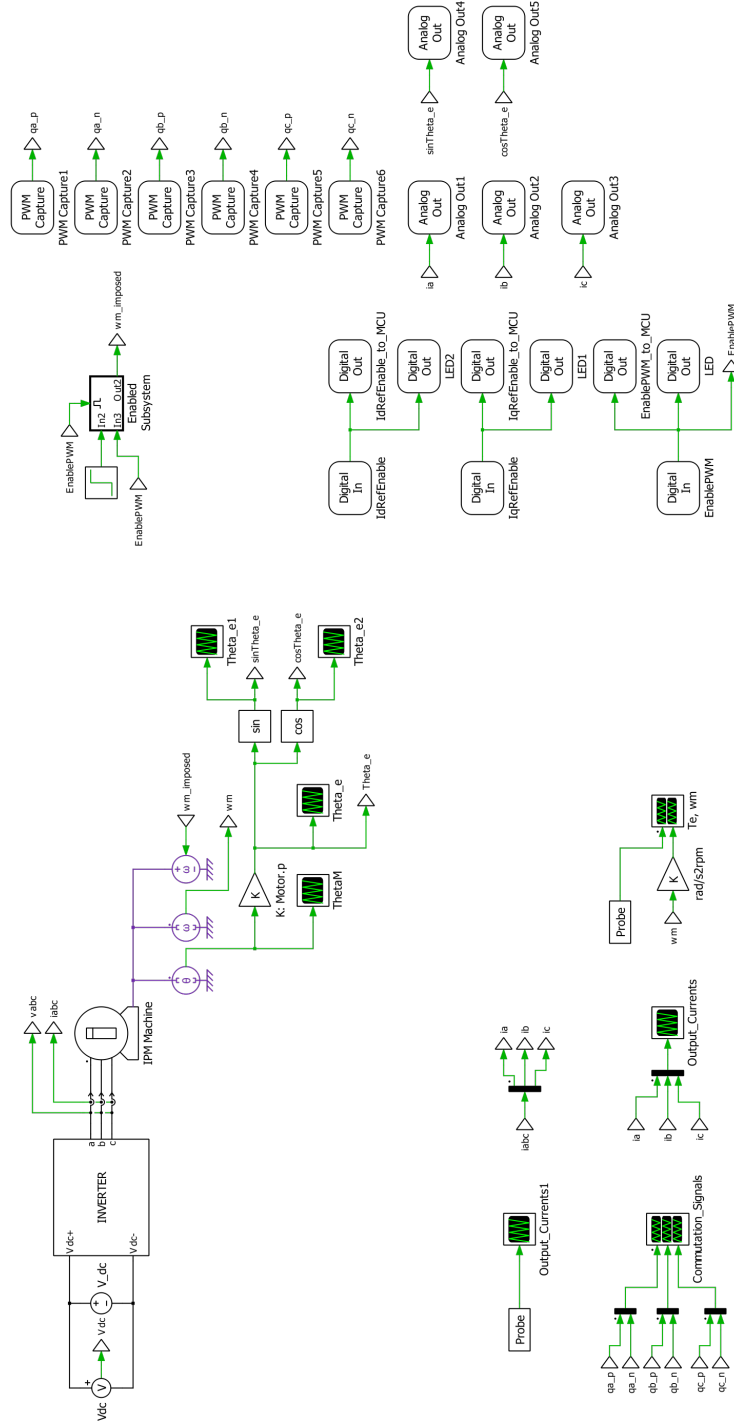 Vdc
V
+
Vdc
V_dc
+
−
Vdc+
Vdc-
INVERTER
a
b
c
vabc
iabc
IPM Machine
θ
ω
+ ω −
wm_imposed
wm
K
K: Motor.p
ThetaM
Theta_e
Theta_e
sin
cos
Theta_e1
sinTheta_e
cosTheta_e
Theta_e2
EnablePWM
In2
In3
Out2
Enabled
Subsystem
wm_imposed
EnablePWM
PWM
Capture
PWM Capture1
qa_p
PWM
Capture
PWM Capture2
qa_n
PWM
Capture
PWM Capture3
qb_p
PWM
Capture
PWM Capture4
qb_n
PWM
Capture
PWM Capture5
qc_p
PWM
Capture
PWM Capture6
qc_n
Probe
Output_Currents1
iabc
ia
ib
ic
qa_p
qa_n
qb_p
qb_n
qc_p
qc_n
Commutation_Signals
ia
ib
ic
Output_Currents
Probe
wm
K
rad/s2rpm
Te, wm
Digital
In
IdRefEnable
Digital
Out
IdRefEnable_to_MCU
Digital
Out
LED2
Digital
In
IqRefEnable
Digital
Out
IqRefEnable_to_MCU
Digital
Out
LED1
Digital
In
EnablePWM
Digital
Out
EnablePWM_to_MCU
Digital
Out
LED
EnablePWM
ia
Analog
Out
Analog Out1
ib
Analog
Out
Analog Out2
ic
Analog
Out
Analog Out3
sinTheta_e
Analog
Out
Analog Out4
cosTheta_e
Analog
Out
Analog Out5